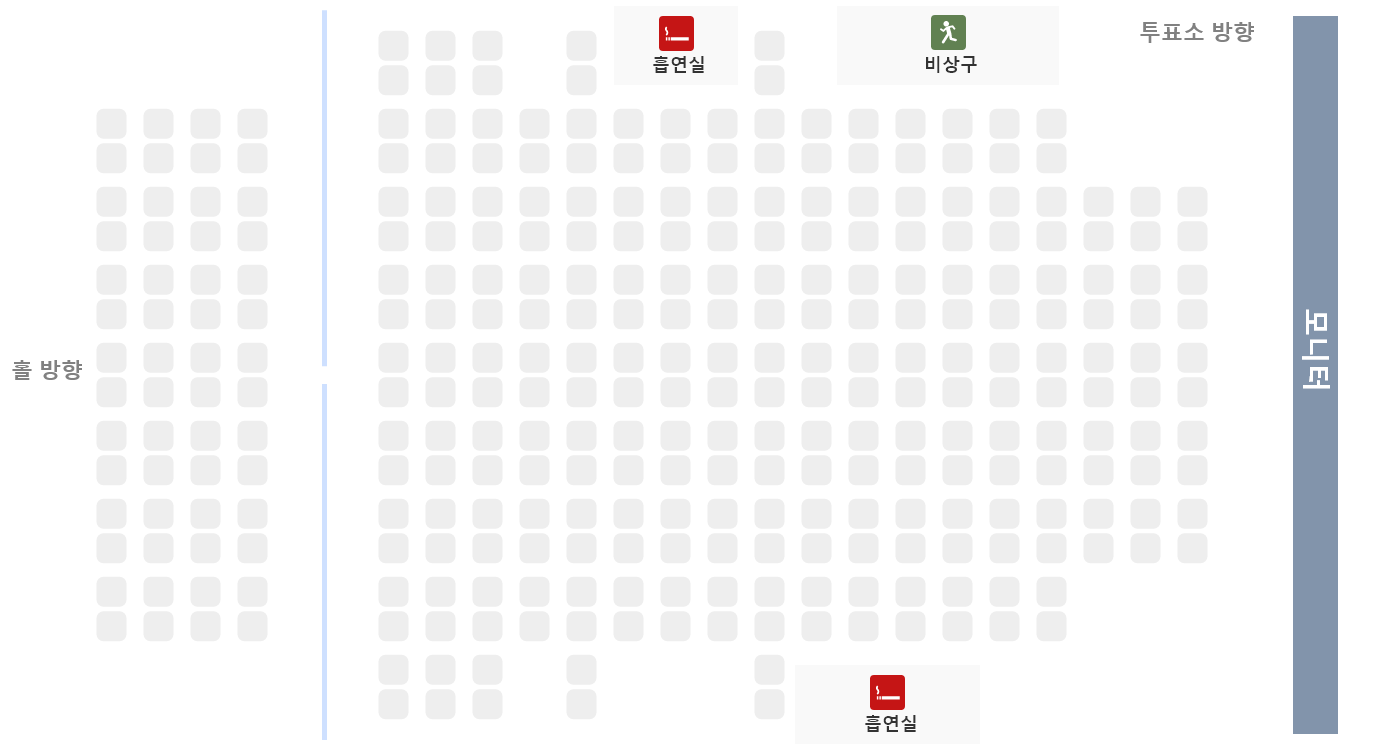 흡연실
비상구
투표소 방향
홀 방향
모니터
흡연실